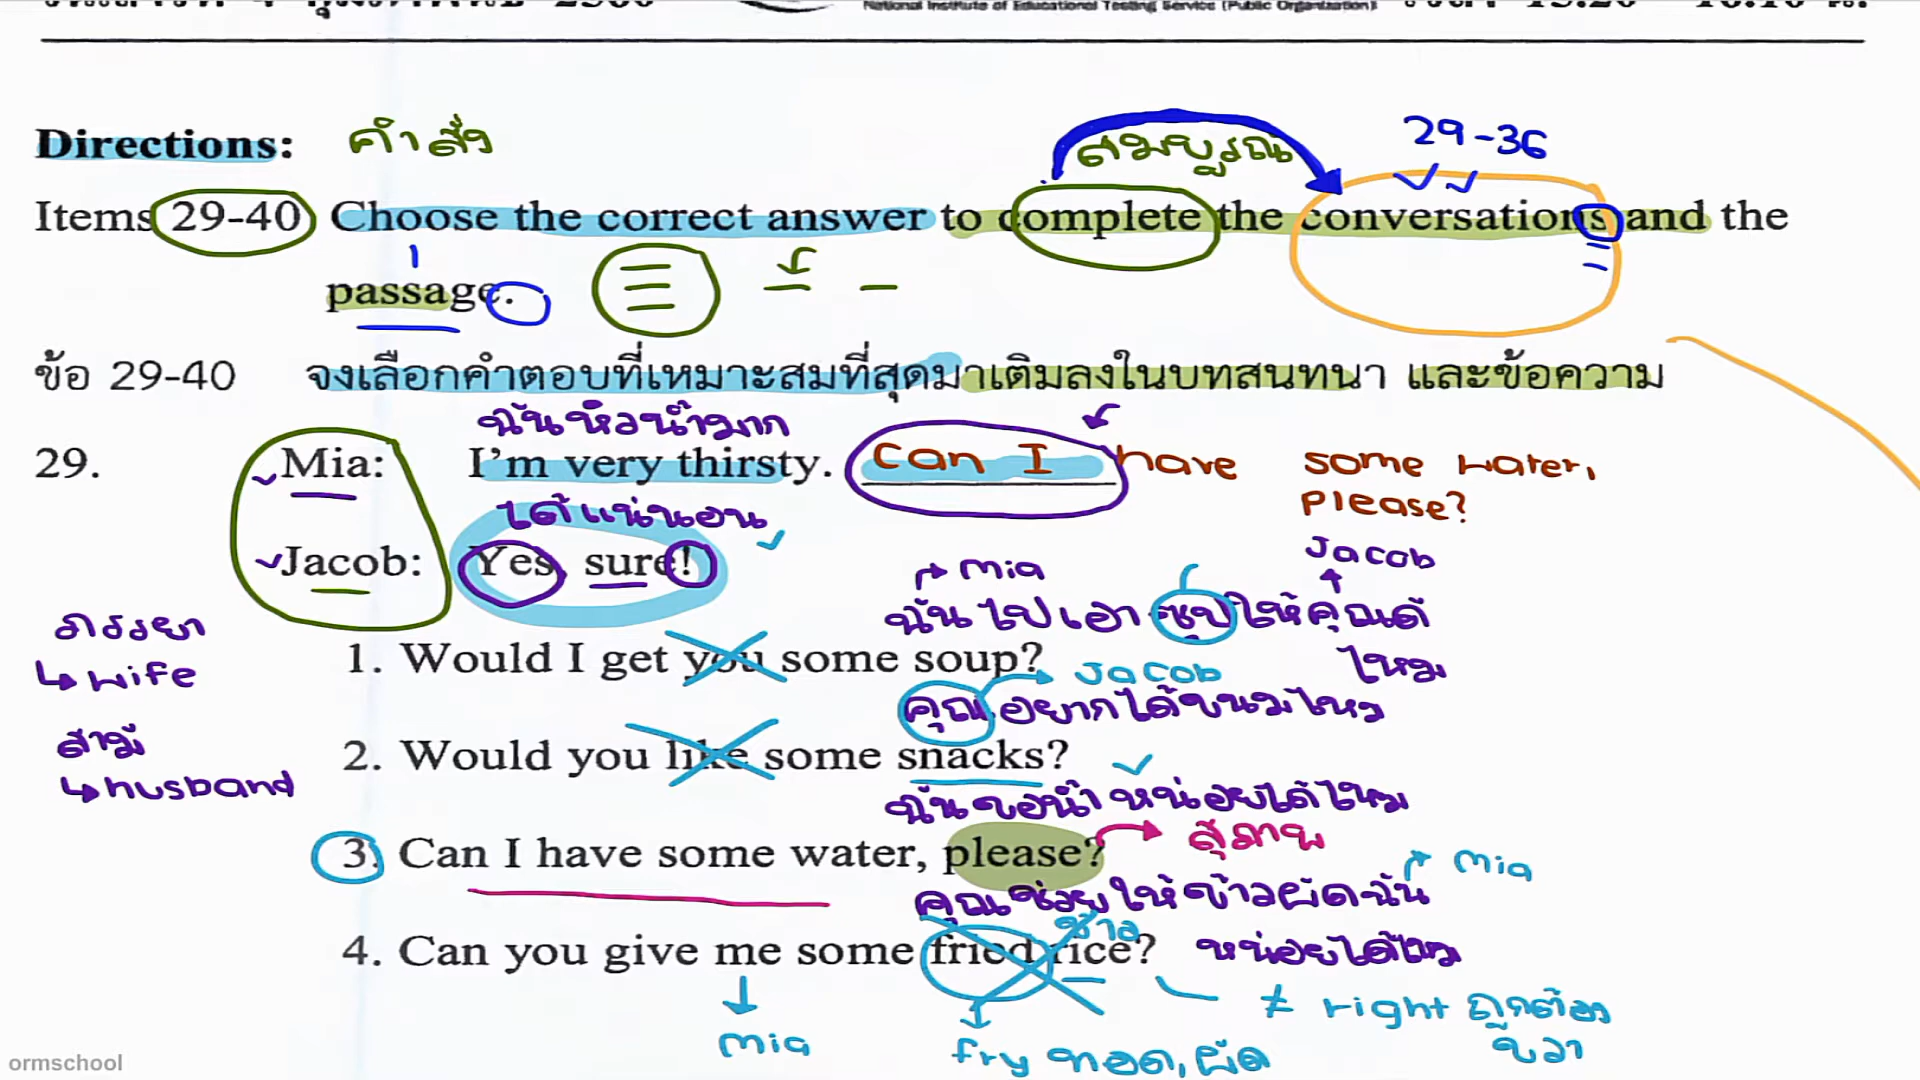 National Institute of Educational Testing Service (Public Organization)
Directions: คำสั่ง
สมบูรณ์
29-36
Items 29-40 Choose the correct answer to complete the conversations and the
passage.
ข้อ 29-40 จงเลือกคำตอบที่เหมาะสมที่สุดมาเติมลงในบทสนทนา และข้อความ
ฉันหิวน้ำมาก
29. Mia: I'm very thirsty. Can I have some water,
please?
ได้แน่นอน
Jacob: Yes, sure!
Mia
Jacob
ฉันไปเอาซุปให้คุณดี
ไหม
ภรรยา
wife
1. Would I get you some soup?
Jacob
คุณอยากได้ขนมไหม
สามี
husband
2. Would you like some snacks?
ฉันขอน้ำหน่อยได้ไหม
3. Can I have some water, please?
สุภาพ
Mia
คุณช่วยให้ข้าวผัดฉัน
หน่อยได้ไหม
ข้าว
4. Can you give me some fried rice?
≠ right ถูกต้อง
ขวา
Mia
fry ทอด, ผัด
ormschool